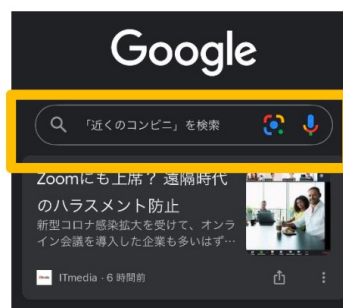 Google
「近くのコンビニ」を検索
Zoomにも上席？ 遠隔時代
のハラスメント防止
新型コロナ感染拡大を受けて、オンラ
イン会議を導入した企業も多いはず…
ITmedia・6 時間前